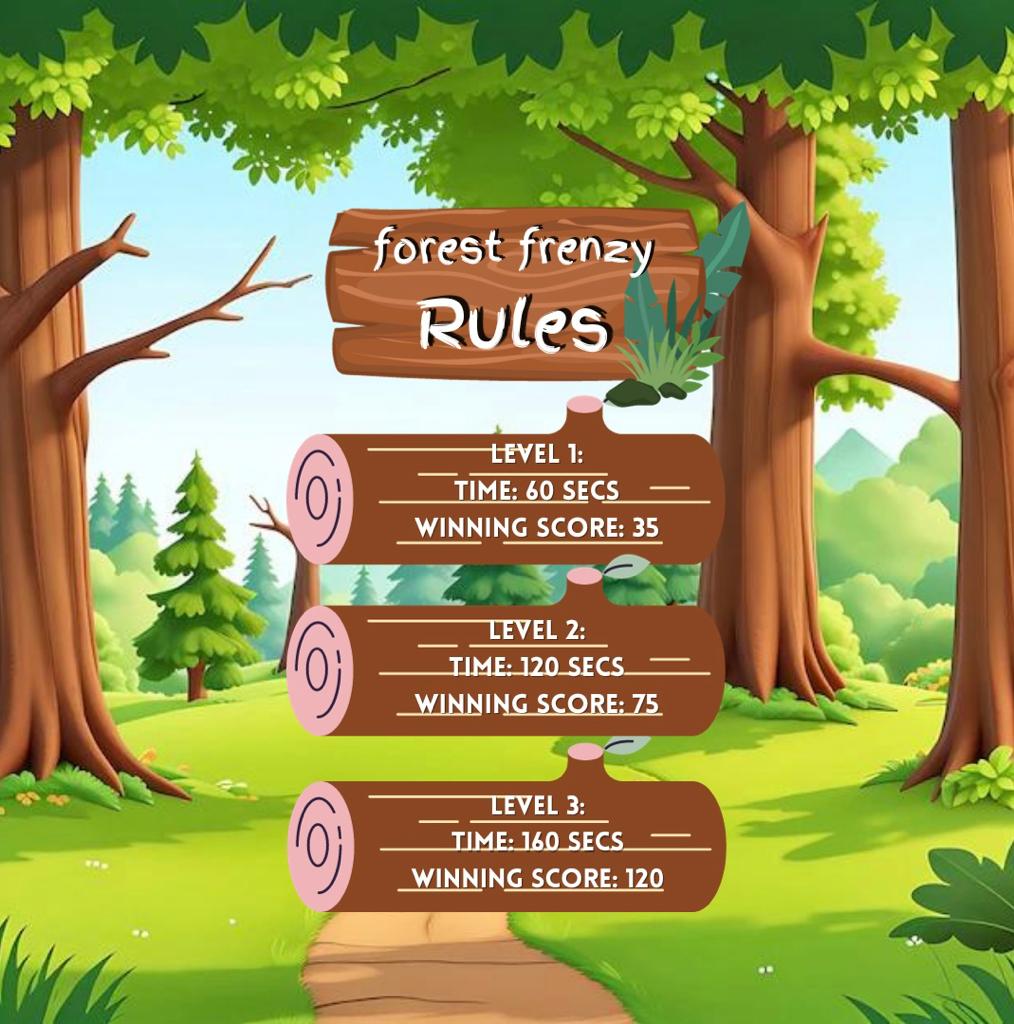 forest frenzy
Rules
LEVEL 1:
TIME: 60 SECS
WINNING SCORE: 35
LEVEL 2:
TIME: 120 SECS
WINNING SCORE: 75
LEVEL 3:
TIME: 160 SECS
WINNING SCORE: 120